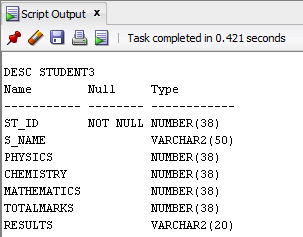 Script Output x
Task completed in 0.421 seconds
DESC STUDENT3
Name        Null     Type
----------- -------- ------------
ST_ID       NOT NULL NUMBER(38)
S_NAME               VARCHAR2(50)
PHYSICS              NUMBER(38)
CHEMISTRY            NUMBER(38)
MATHEMATICS          NUMBER(38)
TOTALMARKS           NUMBER(38)
RESULTS              VARCHAR2(20)